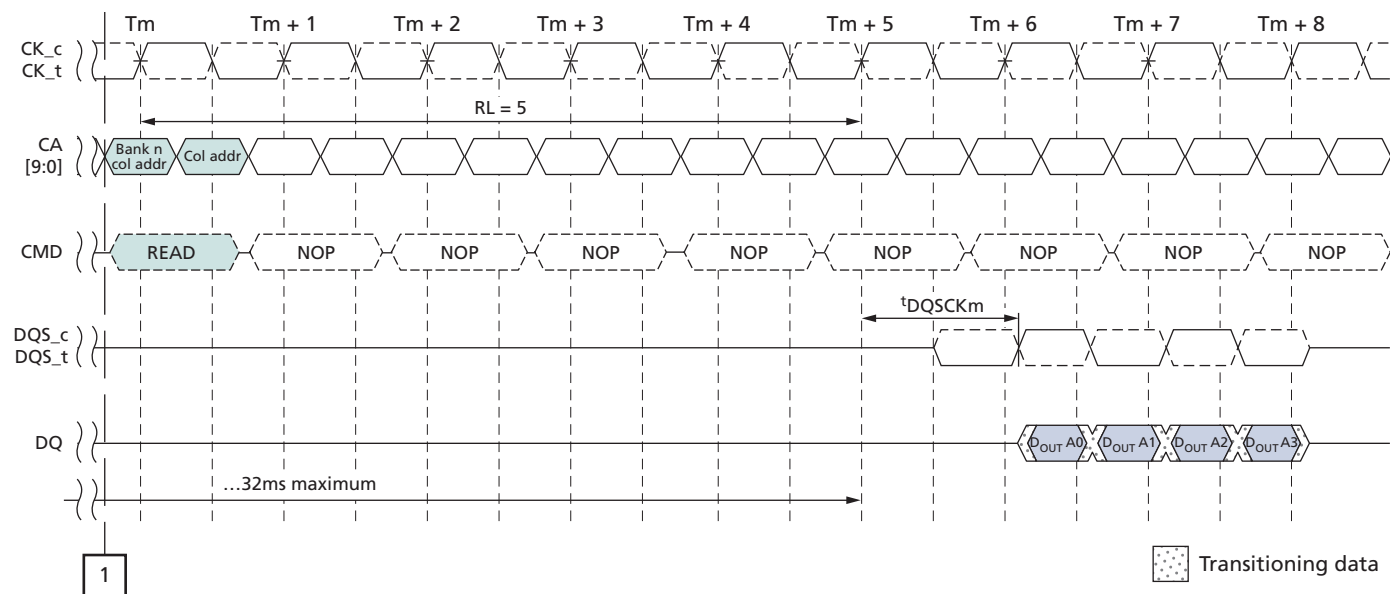 Tm Tm + 1 Tm + 2 Tm + 3 Tm + 4 Tm + 5 Tm + 6 Tm + 7 Tm + 8
CK_c
CK_t
RL = 5
CA
[9:0]
Bank n
col addr
Col addr
CMD READ NOP NOP NOP NOP NOP NOP NOP NOP
tDQSCKm
DQS_c
DQS_t
DQ DOUT A0 DOUT A1 DOUT A2 DOUT A3
...32ms maximum
1
Transitioning data